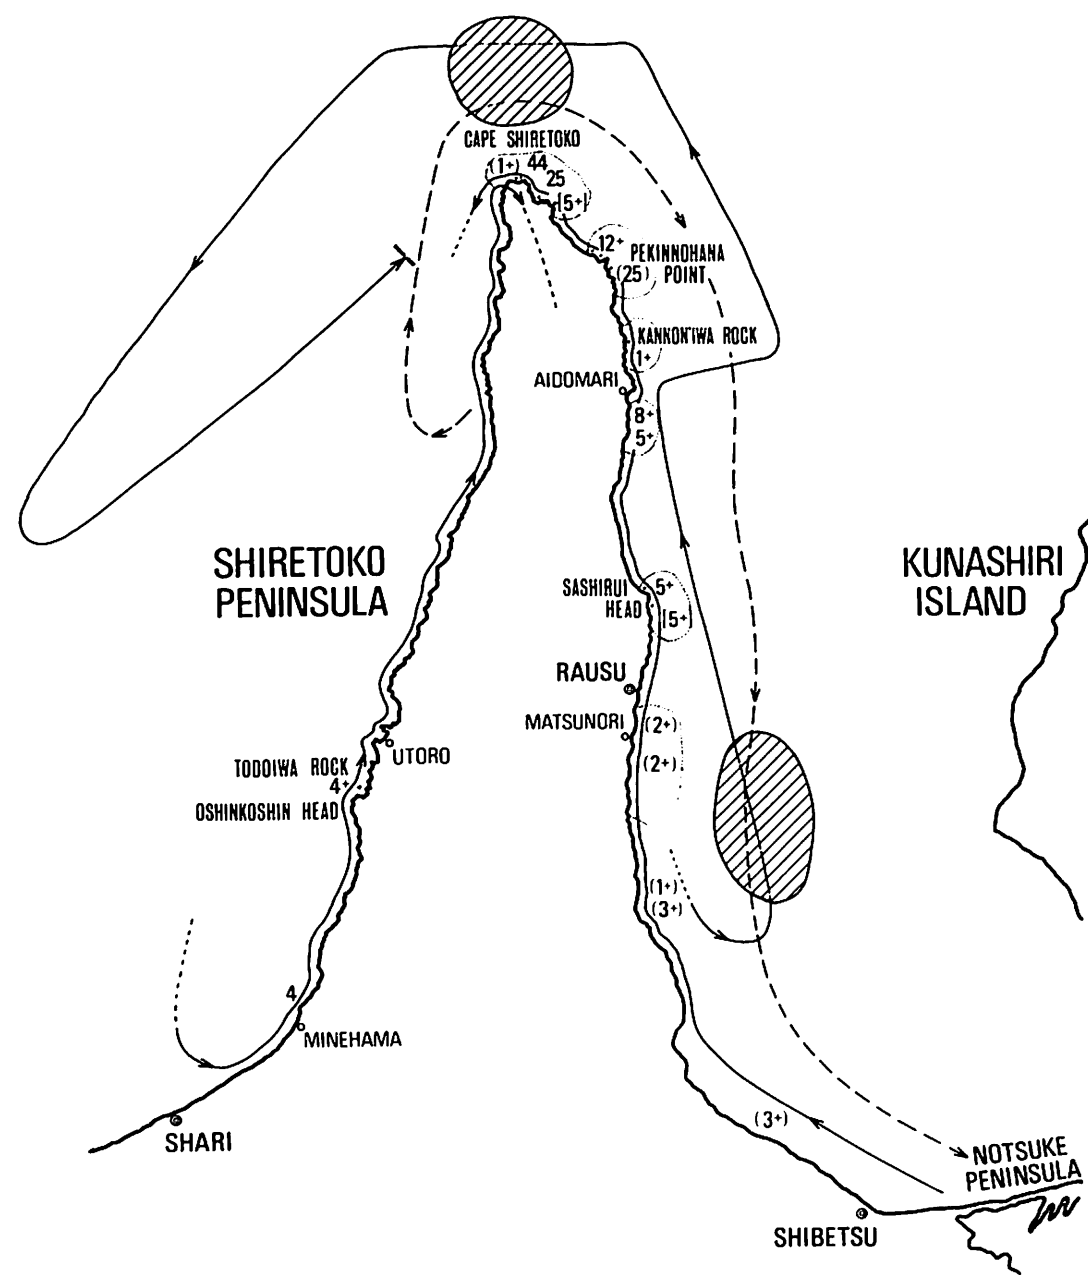 CAPE SHIRETOKO
(1+) 44
25
[5+]
12+
PEKINNOHANA
POINT
(25)
KANNON'IWA ROCK
1+
AIDOMARI
8+
5+
SHIRETOKO
PENINSULA
KUNASHIRI
ISLAND
SASHIRUI
HEAD
5+
[5+
RAUSU
MATSUNORI
(2+)
(2+)
UTORO
TODOIWA ROCK
4+
OSHINKOSHIN HEAD
(1+)
(3+)
4
MINEHAMA
SHARI
(3+)
NOTSUKE
PENINSULA
SHIBETSU